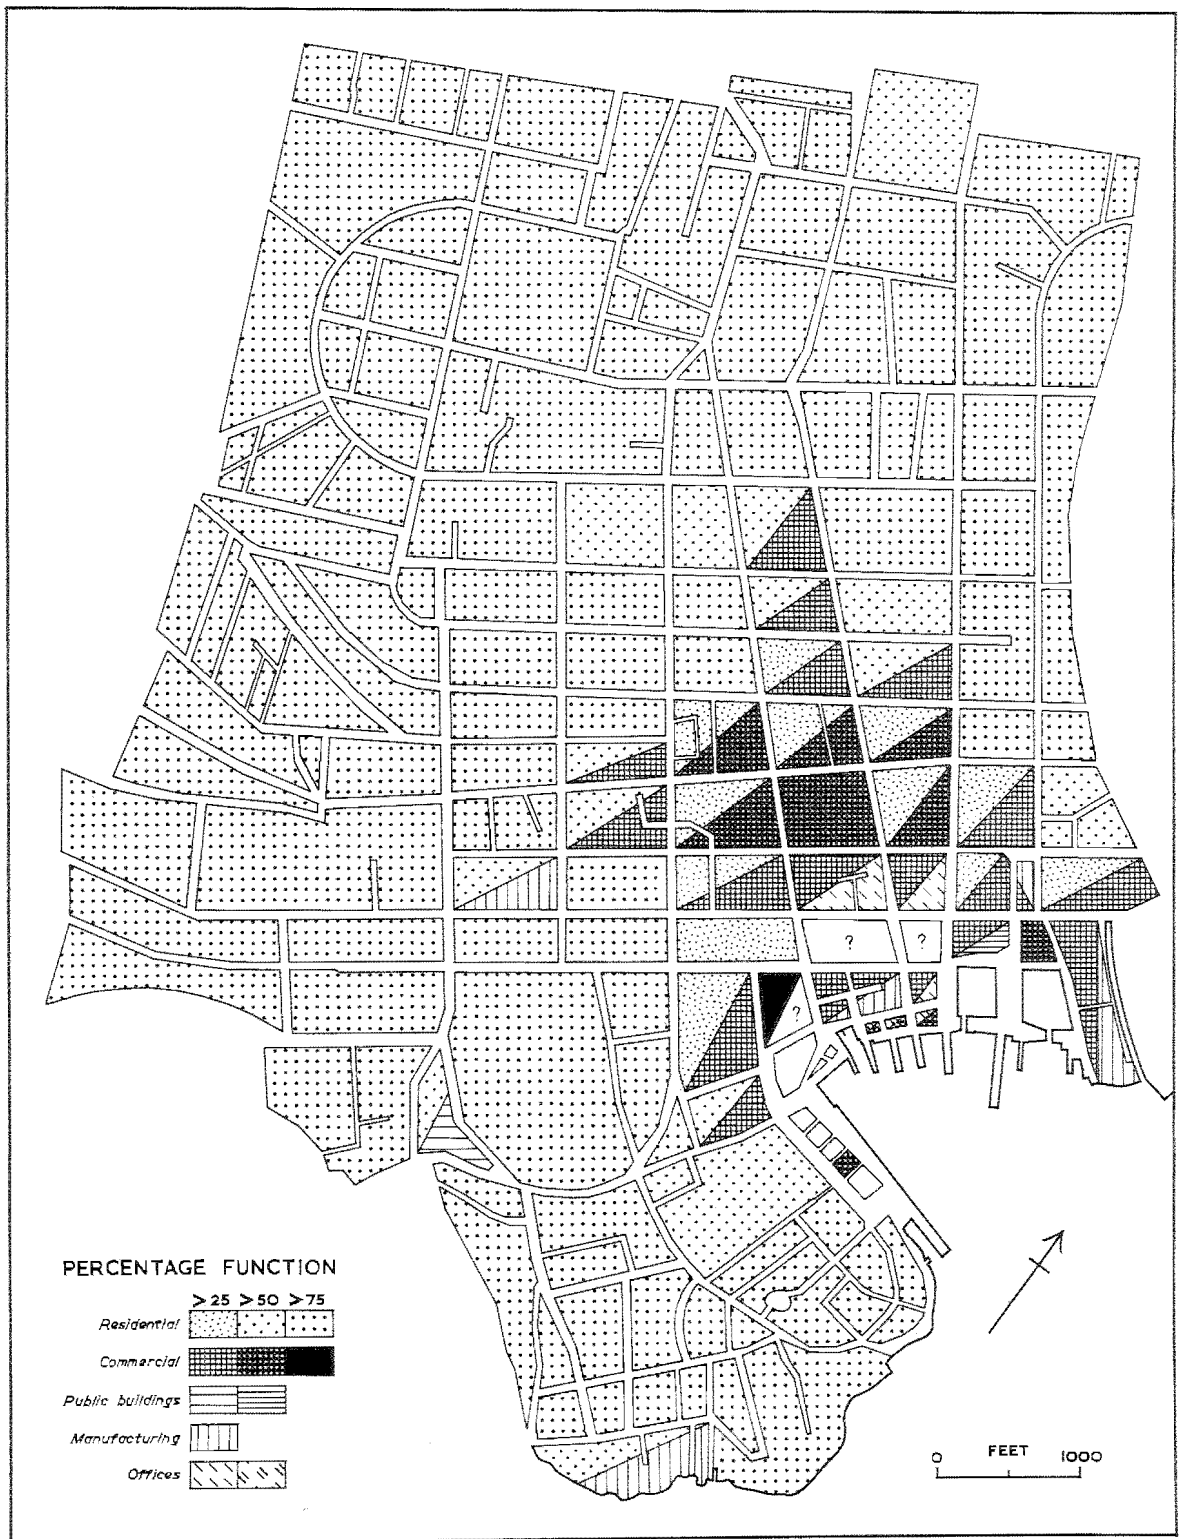 ?
?
?
PERCENTAGE FUNCTION
>25 >50 >75
Residential
Commercial
Public buildings
Manufacturing
Offices
0 FEET 1000